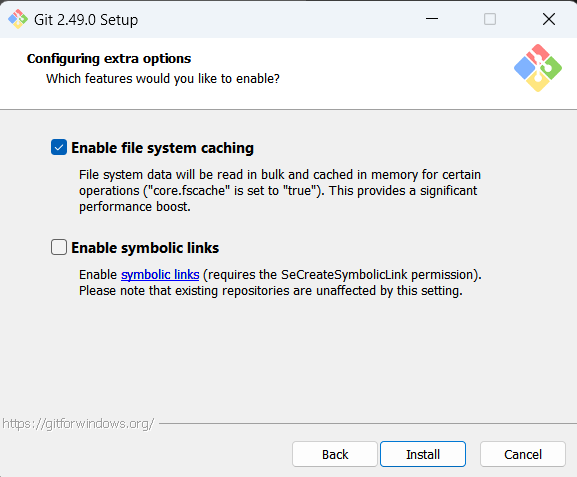 Git 2.49.0 Setup
Configuring extra options
Which features would you like to enable?
Enable file system caching
File system data will be read in bulk and cached in memory for certain
operations ("core.fscache" is set to "true"). This provides a significant
performance boost.
Enable symbolic links
Enable symbolic links (requires the SeCreateSymbolicLink permission).
Please note that existing repositories are unaffected by this setting.
https://gitforwindows.org/
Back Install Cancel